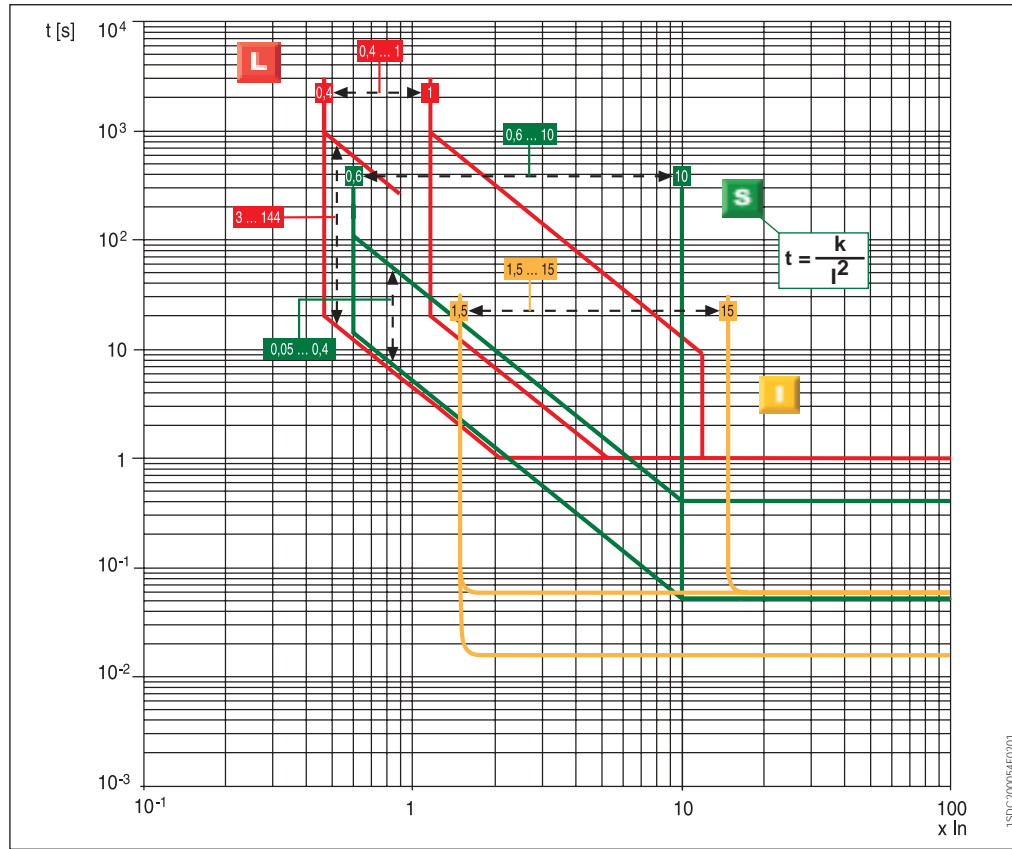 t [s]
10⁴
10³
10²
10
1
10⁻¹
10⁻²
10⁻³
10⁻¹
1
10
100
x In
L
0,4 ... 1
0,4
1
0,6 ... 10
0,6
10
S
t = k / I²
3 ... 144
1,5 ... 15
1,5
15
0,05 ... 0,4
I
1SDC200054F0201